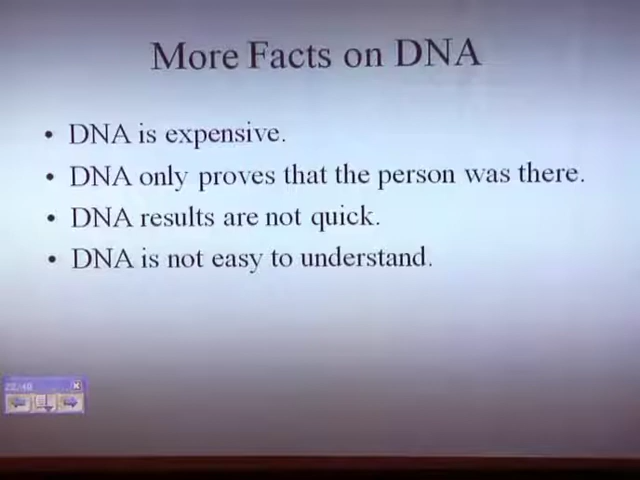 More Facts on DNA
• DNA is expensive.
• DNA only proves that the person was there.
• DNA results are not quick.
• DNA is not easy to understand.